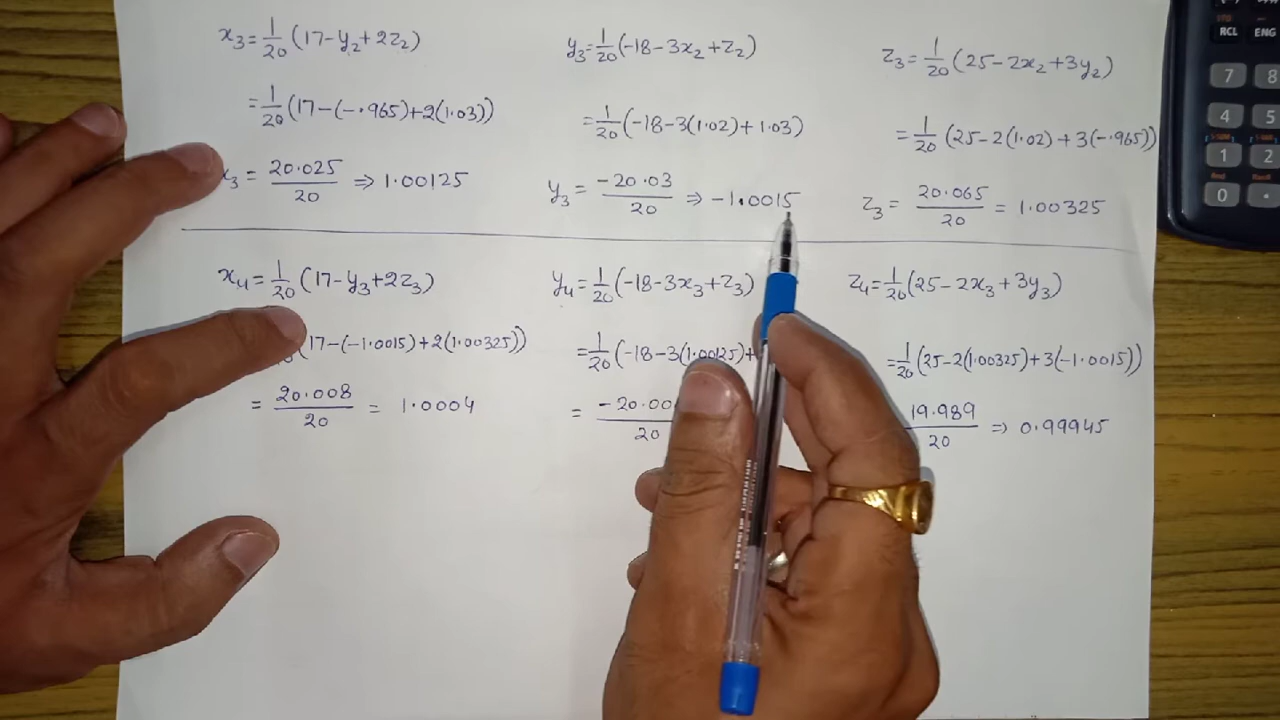 x₃ = 1/20 (17 - y₂ + 2z₂)
= 1/20 (17 - (-.965) + 2(1.03))
x₃ = 20.025/20 ⇒ 1.00125
y₃ = 1/20 (-18 - 3x₂ + z₂)
= 1/20 (-18 - 3(1.02) + 1.03)
y₃ = -20.03/20 ⇒ -1.0015
z₃ = 1/20 (25 - 2x₂ + 3y₂)
= 1/20 (25 - 2(1.02) + 3(-.965))
z₃ = 20.065/20 = 1.00325
x₄ = 1/20 (17 - y₃ + 2z₃)
(17 - (-1.0015) + 2(1.00325))
= 20.008/20 = 1.0004
y₄ = 1/20 (-18 - 3x₃ + z₃)
= 1/20 (-18 - 3(1.00125) +
= -20.00 /20
z₄ = 1/20 (25 - 2x₃ + 3y₃)
= 1/20 (25 - 2(1.00325) + 3(-1.0015))
19.989/20 ⇒ 0.99945
RCL ENG
7 8
4 5
1 2
0 .